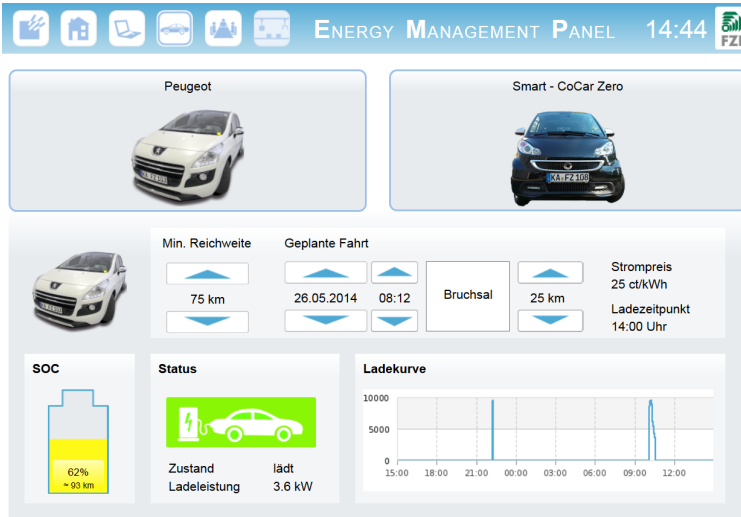 ENERGY MANAGEMENT PANEL 14:44
FZI
Peugeot
Smart - CoCar Zero
KA FZ 108
Min. Reichweite
Geplante Fahrt
75 km
26.05.2014
08:12
Bruchsal
25 km
Strompreis
25 ct/kWh
Ladezeitpunkt
14:00 Uhr
SOC
62%
~ 93 km
Status
Zustand lädt
Ladeleistung 3.6 kW
Ladekurve
10000
5000
0
15:00 18:00 21:00 00:00 03:00 06:00 09:00 12:00